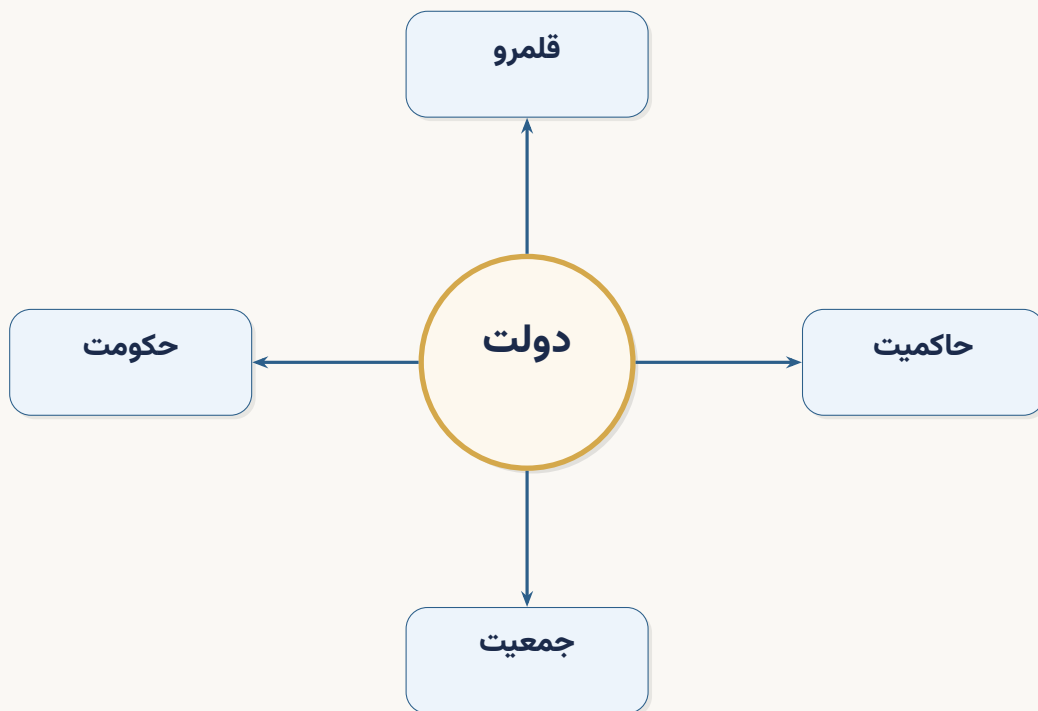 قلمرو
حاکمیت
دولت
حکومت
جمعیت